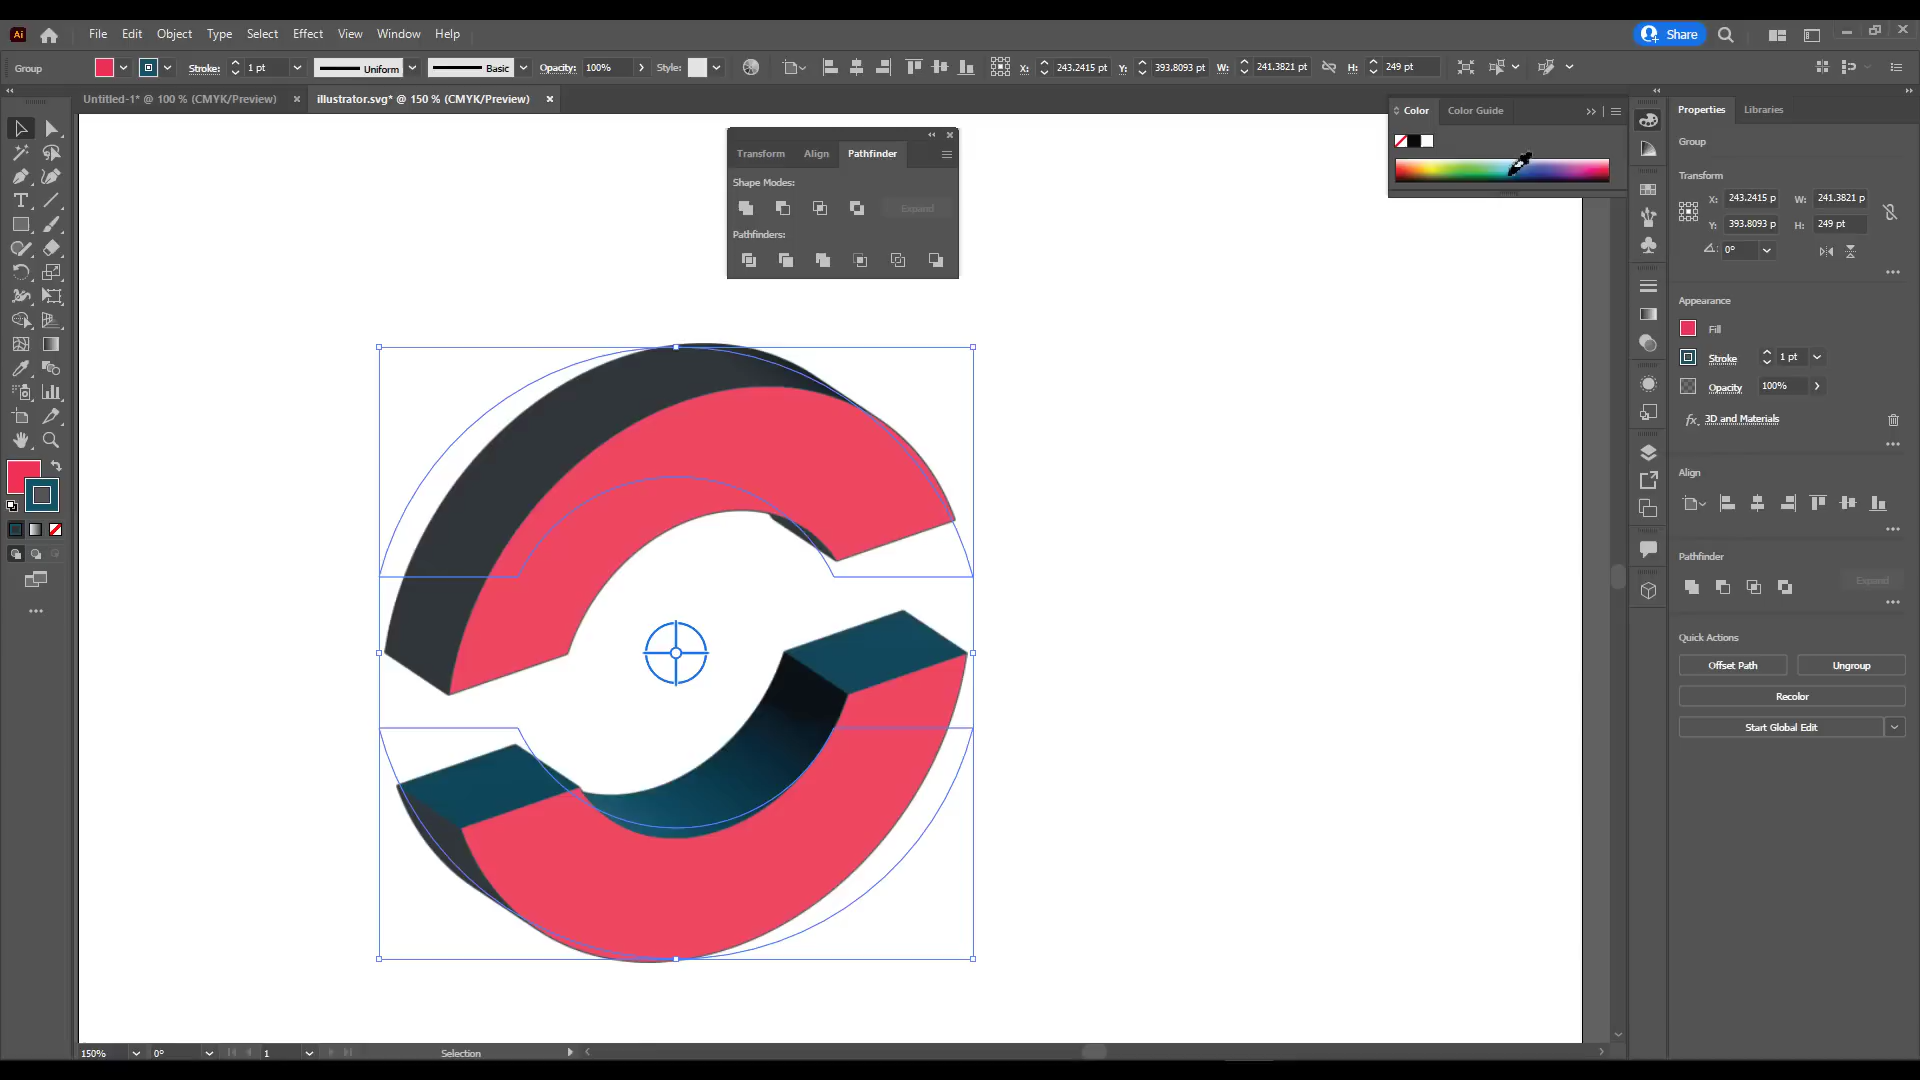 Ai File Edit Object Type Select Effect View Window Help Share
Group Stroke: 1 pt Uniform Basic Opacity: 100% Style: X: 243.2415 pt Y: 393.8093 pt W: 241.3821 pt H: 249 pt
Untitled-1* @ 100 % (CMYK/Preview) illustrator.svg* @ 150 % (CMYK/Preview)
Color Color Guide
Properties Libraries
Transform Align Pathfinder
Shape Modes:
Expand
Pathfinders:
Group
Transform
X: 243.2415 p W: 241.3821 p
Y: 393.8093 p H: 249 pt
0°
Appearance
Fill
Stroke 1 pt
Opacity 100%
fx 3D and Materials
Align
Pathfinder
Expand
Quick Actions
Offset Path Ungroup
Recolor
Start Global Edit
150% 0° 1 Selection